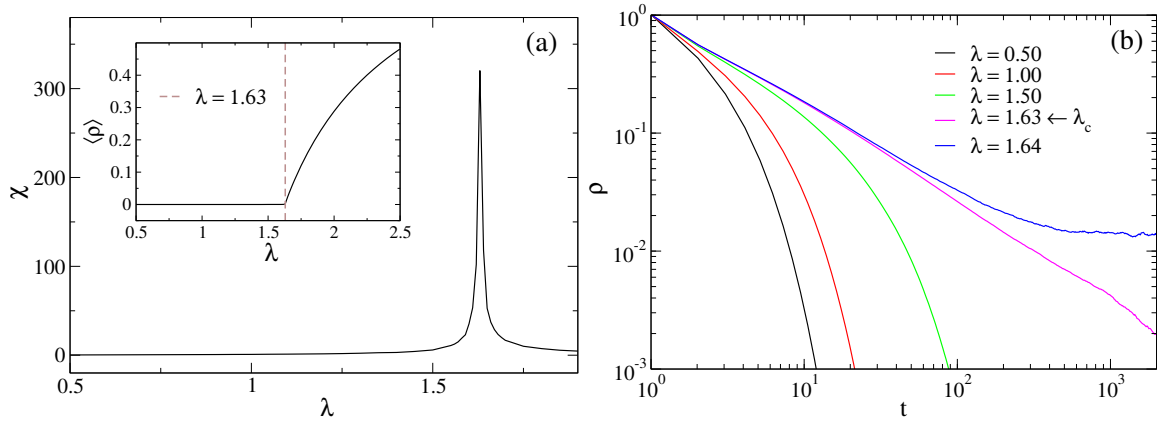 (a)
χ
300
200
100
0
0.5
1
1.5
λ
⟨ρ⟩
0.4
0.3
0.2
0.1
0
λ = 1.63
0.5
1
1.5
2
2.5
λ
(b)
ρ
10⁰
10⁻¹
10⁻²
10⁻³
λ = 0.50
λ = 1.00
λ = 1.50
λ = 1.63 ← λc
λ = 1.64
10⁰
10¹
10²
10³
t